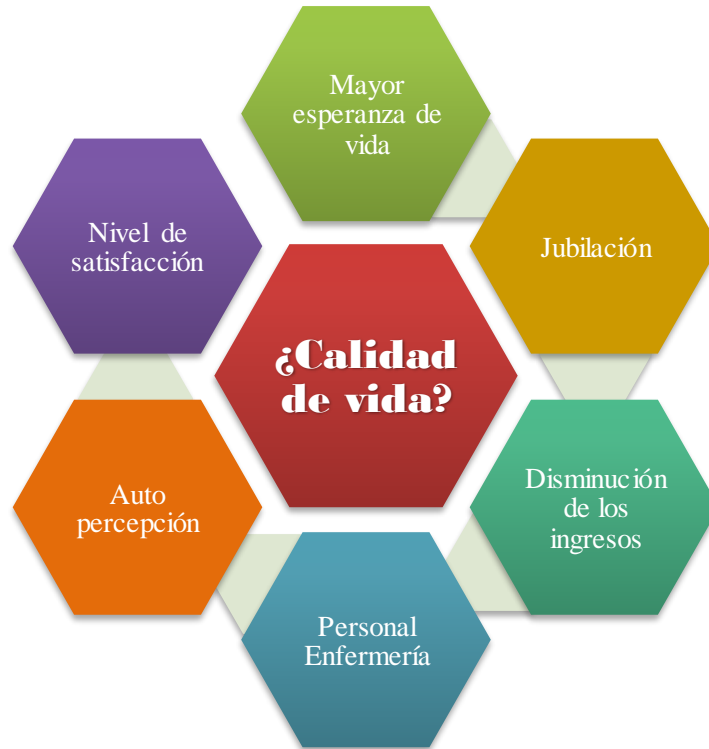 Mayor
esperanza de
vida
Jubilación
Disminución
de los
ingresos
Personal
Enfermería
Auto
percepción
Nivel de
satisfacción
¿Calidad
de vida?